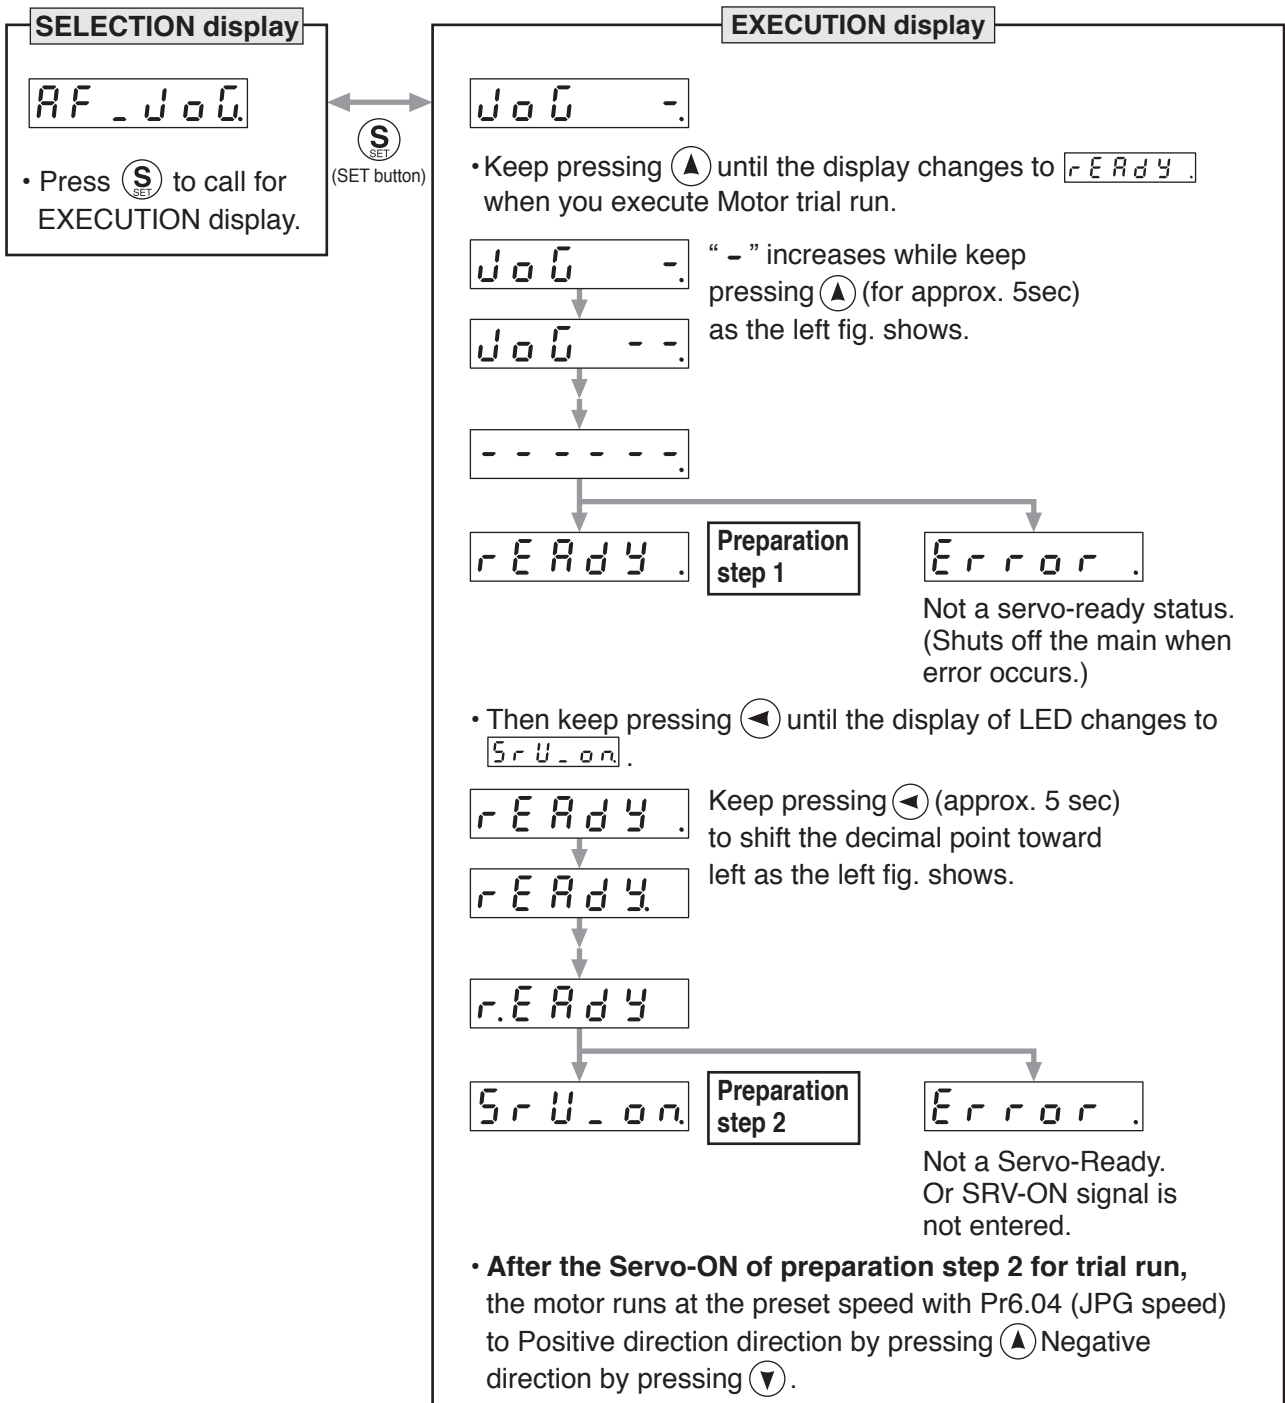 SELECTION display
AF_JoG.
• Press S SET to call for
EXECUTION display.
S SET
(SET button)
EXECUTION display
JoG -.
• Keep pressing ▲ until the display changes to rEAdy .
when you execute Motor trial run.
JoG -.
“ - ” increases while keep
pressing ▲ (for approx. 5sec)
as the left fig. shows.
JoG --.
- - - - - -.
rEAdy .
Preparation
step 1
Error .
Not a servo-ready status.
(Shuts off the main when
error occurs.)
• Then keep pressing ◀ until the display of LED changes to
SrU_on. .
rEAdy .
Keep pressing ◀ (approx. 5 sec)
to shift the decimal point toward
left as the left fig. shows.
rEAdy.
r.EAdy
SrU_on.
Preparation
step 2
Error .
Not a Servo-Ready.
Or SRV-ON signal is
not entered.
• After the Servo-ON of preparation step 2 for trial run,
the motor runs at the preset speed with Pr6.04 (JPG speed)
to Positive direction direction by pressing ▲ Negative
direction by pressing ▼ .